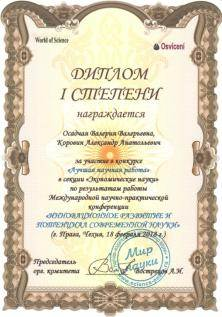 World of Science
Osviceni
ДИПЛОМ
I СТЕПЕНИ
награждается
Осадчая Валерия Валерьевна,
Коровин Александр Анатольевич
за участие в конкурсе
«Лучшая научная работа»
в секции «Экономические науки»
по результатам работы
Международной научно-практической
конференции
«ИННОВАЦИОННОЕ РАЗВИТИЕ И
ПОТЕНЦИАЛ СОВРЕМЕННОЙ НАУКИ»
(г. Прага, Чехия, 18 февраля 2018 г.)
Мир
Науки
Председатель
орг. комитета
Вострецов А.И.